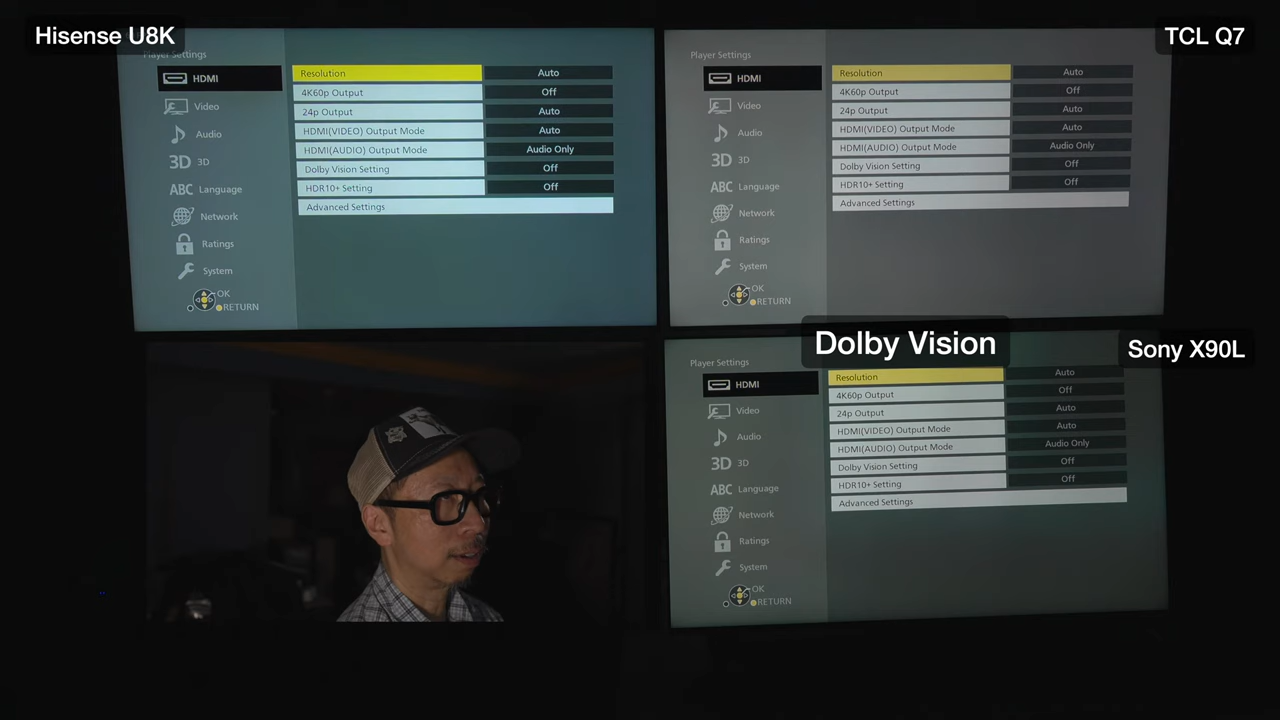 Hisense U8K
Player Settings
HDMI
Video
Audio
3D 3D
ABC Language
Network
Ratings
System
OK
RETURN
Resolution Auto
4K60p Output Off
24p Output Auto
HDMI(VIDEO) Output Mode Auto
HDMI(AUDIO) Output Mode Audio Only
Dolby Vision Setting Off
HDR10+ Setting Off
Advanced Settings
TCL Q7
Player Settings
HDMI
Video
Audio
3D 3D
ABC Language
Network
Ratings
System
OK
RETURN
Resolution Auto
4K60p Output Off
24p Output Auto
HDMI(VIDEO) Output Mode Auto
HDMI(AUDIO) Output Mode Audio Only
Dolby Vision Setting Off
HDR10+ Setting Off
Advanced Settings
Dolby Vision
Sony X90L
Player Settings
HDMI
Video
Audio
3D 3D
ABC Language
Network
Ratings
System
OK
RETURN
Resolution Auto
4K60p Output Off
24p Output Auto
HDMI(VIDEO) Output Mode Auto
HDMI(AUDIO) Output Mode Audio Only
Dolby Vision Setting Off
HDR10+ Setting Off
Advanced Settings